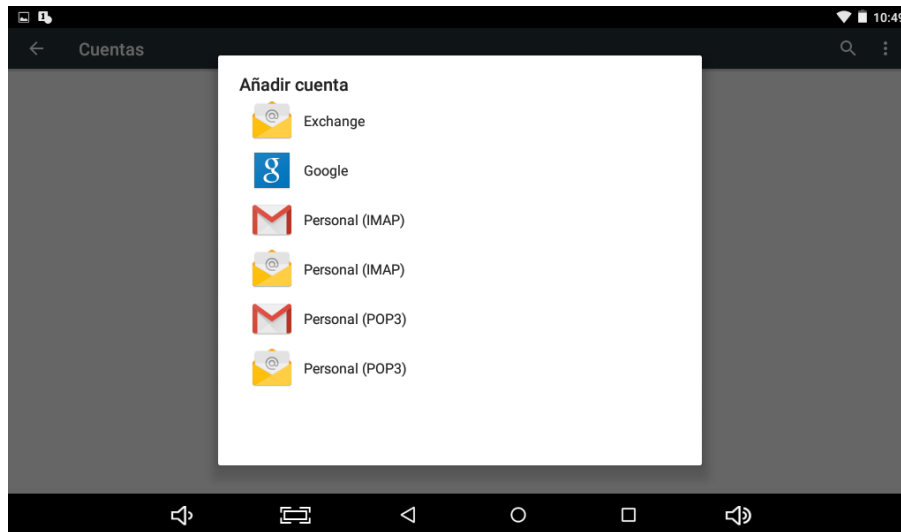 10:49
Cuentas
Añadir cuenta
Exchange
Google
Personal (IMAP)
Personal (IMAP)
Personal (POP3)
Personal (POP3)